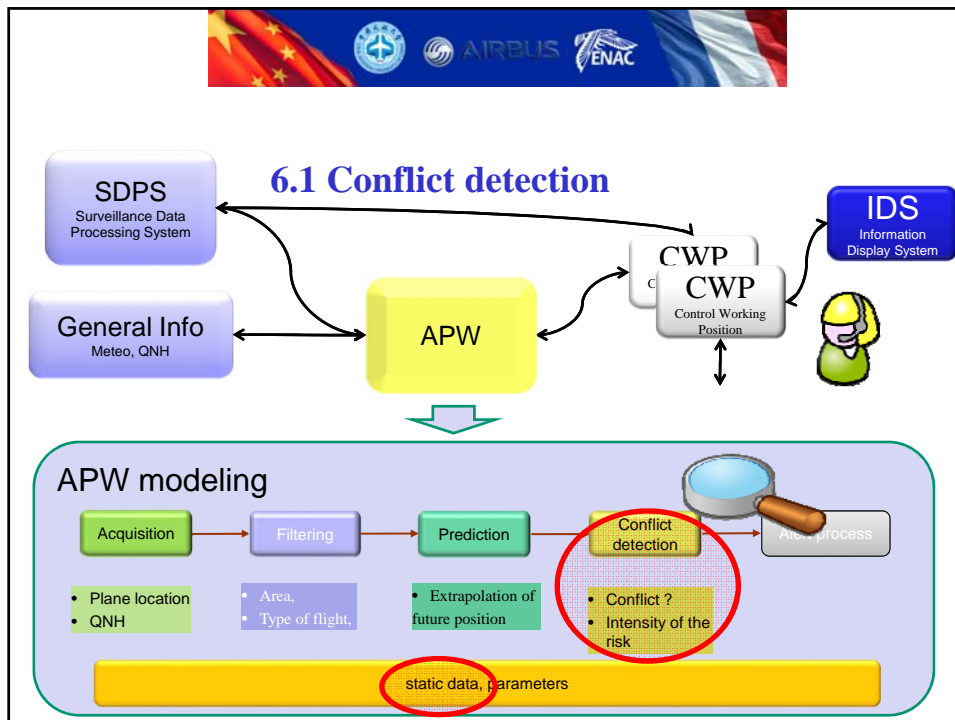 AIRBUS
ENAC
6.1 Conflict detection
SDPS
Surveillance Data
Processing System
General Info
Meteo, QNH
APW
CWP
C
CWP
Control Working
Position
IDS
Information
Display System
APW modeling
Acquisition
Filtering
Prediction
Conflict
detection
Alert process
• Plane location
• QNH
• Area,
• Type of flight,
• Extrapolation of
future position
• Conflict ?
• Intensity of the
risk
static data, parameters